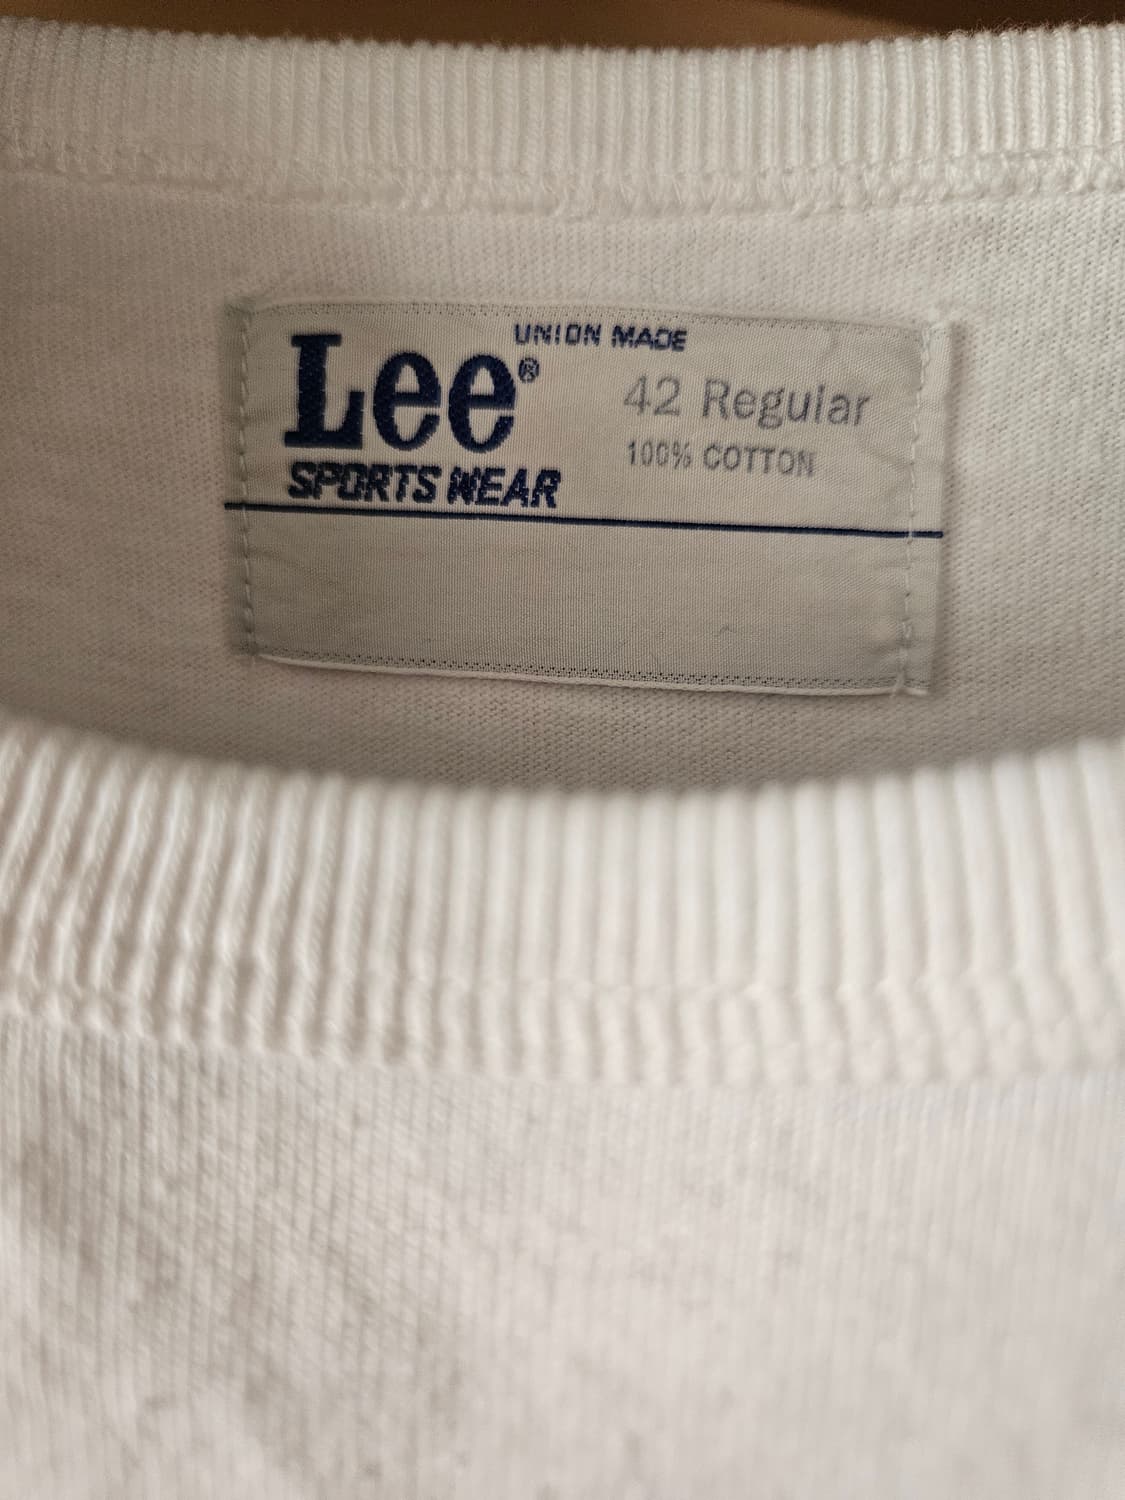 UNION MADE
Lee®
42 Regular
100% COTTON
SPORTS WEAR